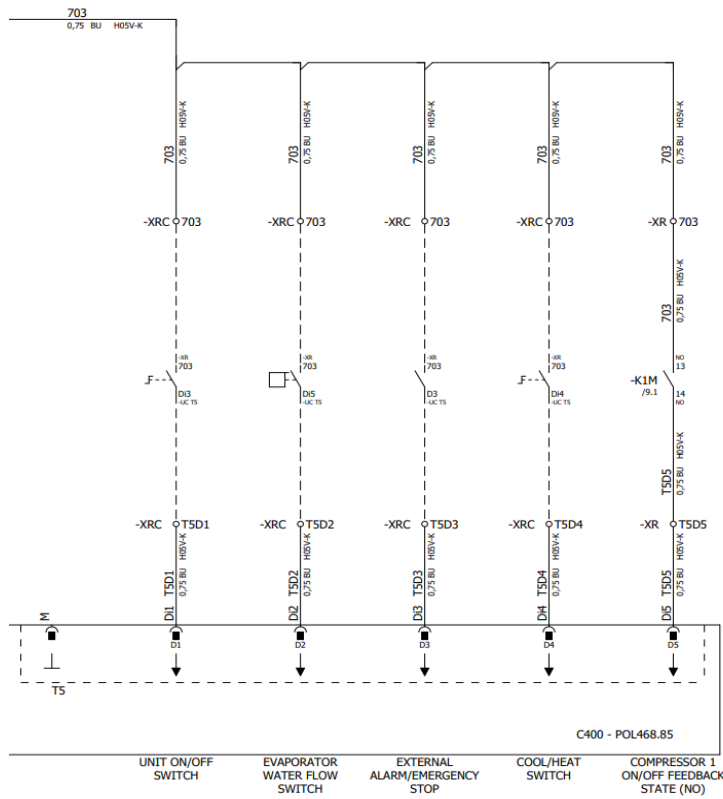 703
0,75 BU H05V-K
703
0,75 BU H05V-K
703
0,75 BU H05V-K
703
0,75 BU H05V-K
703
0,75 BU H05V-K
703
0,75 BU H05V-K
-XRC 703
-XRC 703
-XRC 703
-XRC 703
-XR 703
703
0,75 BU H05V-K
-XR
703
Di3
-UC T5
-XR
703
Di5
-UC T5
-XR
703
D3
-UC T5
-XR
703
Di4
-UC T5
-K1M
/9.1
NO
13
14
NO
T5D5
0,75 BU H05V-K
-XRC T5D1
-XRC T5D2
-XRC T5D3
-XRC T5D4
-XR T5D5
T5D1
0,75 BU H05V-K
T5D2
0,75 BU H05V-K
T5D3
0,75 BU H05V-K
T5D4
0,75 BU H05V-K
T5D5
0,75 BU H05V-K
M
Di1
Di2
Di3
Di4
Di5
D1
D2
D3
D4
D5
T5
C400 - POL468.85
UNIT ON/OFF
SWITCH
EVAPORATOR
WATER FLOW
SWITCH
EXTERNAL
ALARM/EMERGENCY
STOP
COOL/HEAT
SWITCH
COMPRESSOR 1
ON/OFF FEEDBACK
STATE (NO)